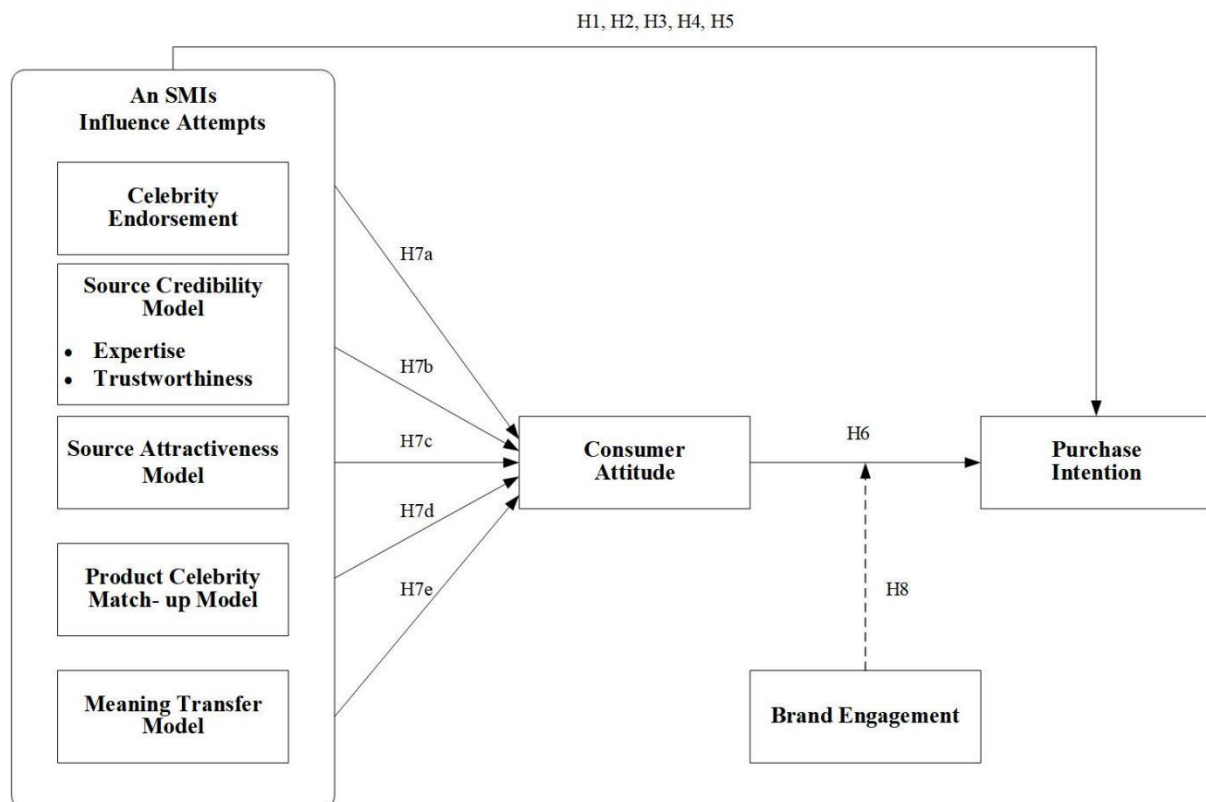 H1, H2, H3, H4, H5
An SMIs
Influence Attempts
Celebrity
Endorsement
Source Credibility
Model
• Expertise
• Trustworthiness
Source Attractiveness
Model
Product Celebrity
Match- up Model
Meaning Transfer
Model
H7a
H7b
H7c
H7d
H7e
Consumer
Attitude
H6
Purchase
Intention
H8
Brand Engagement